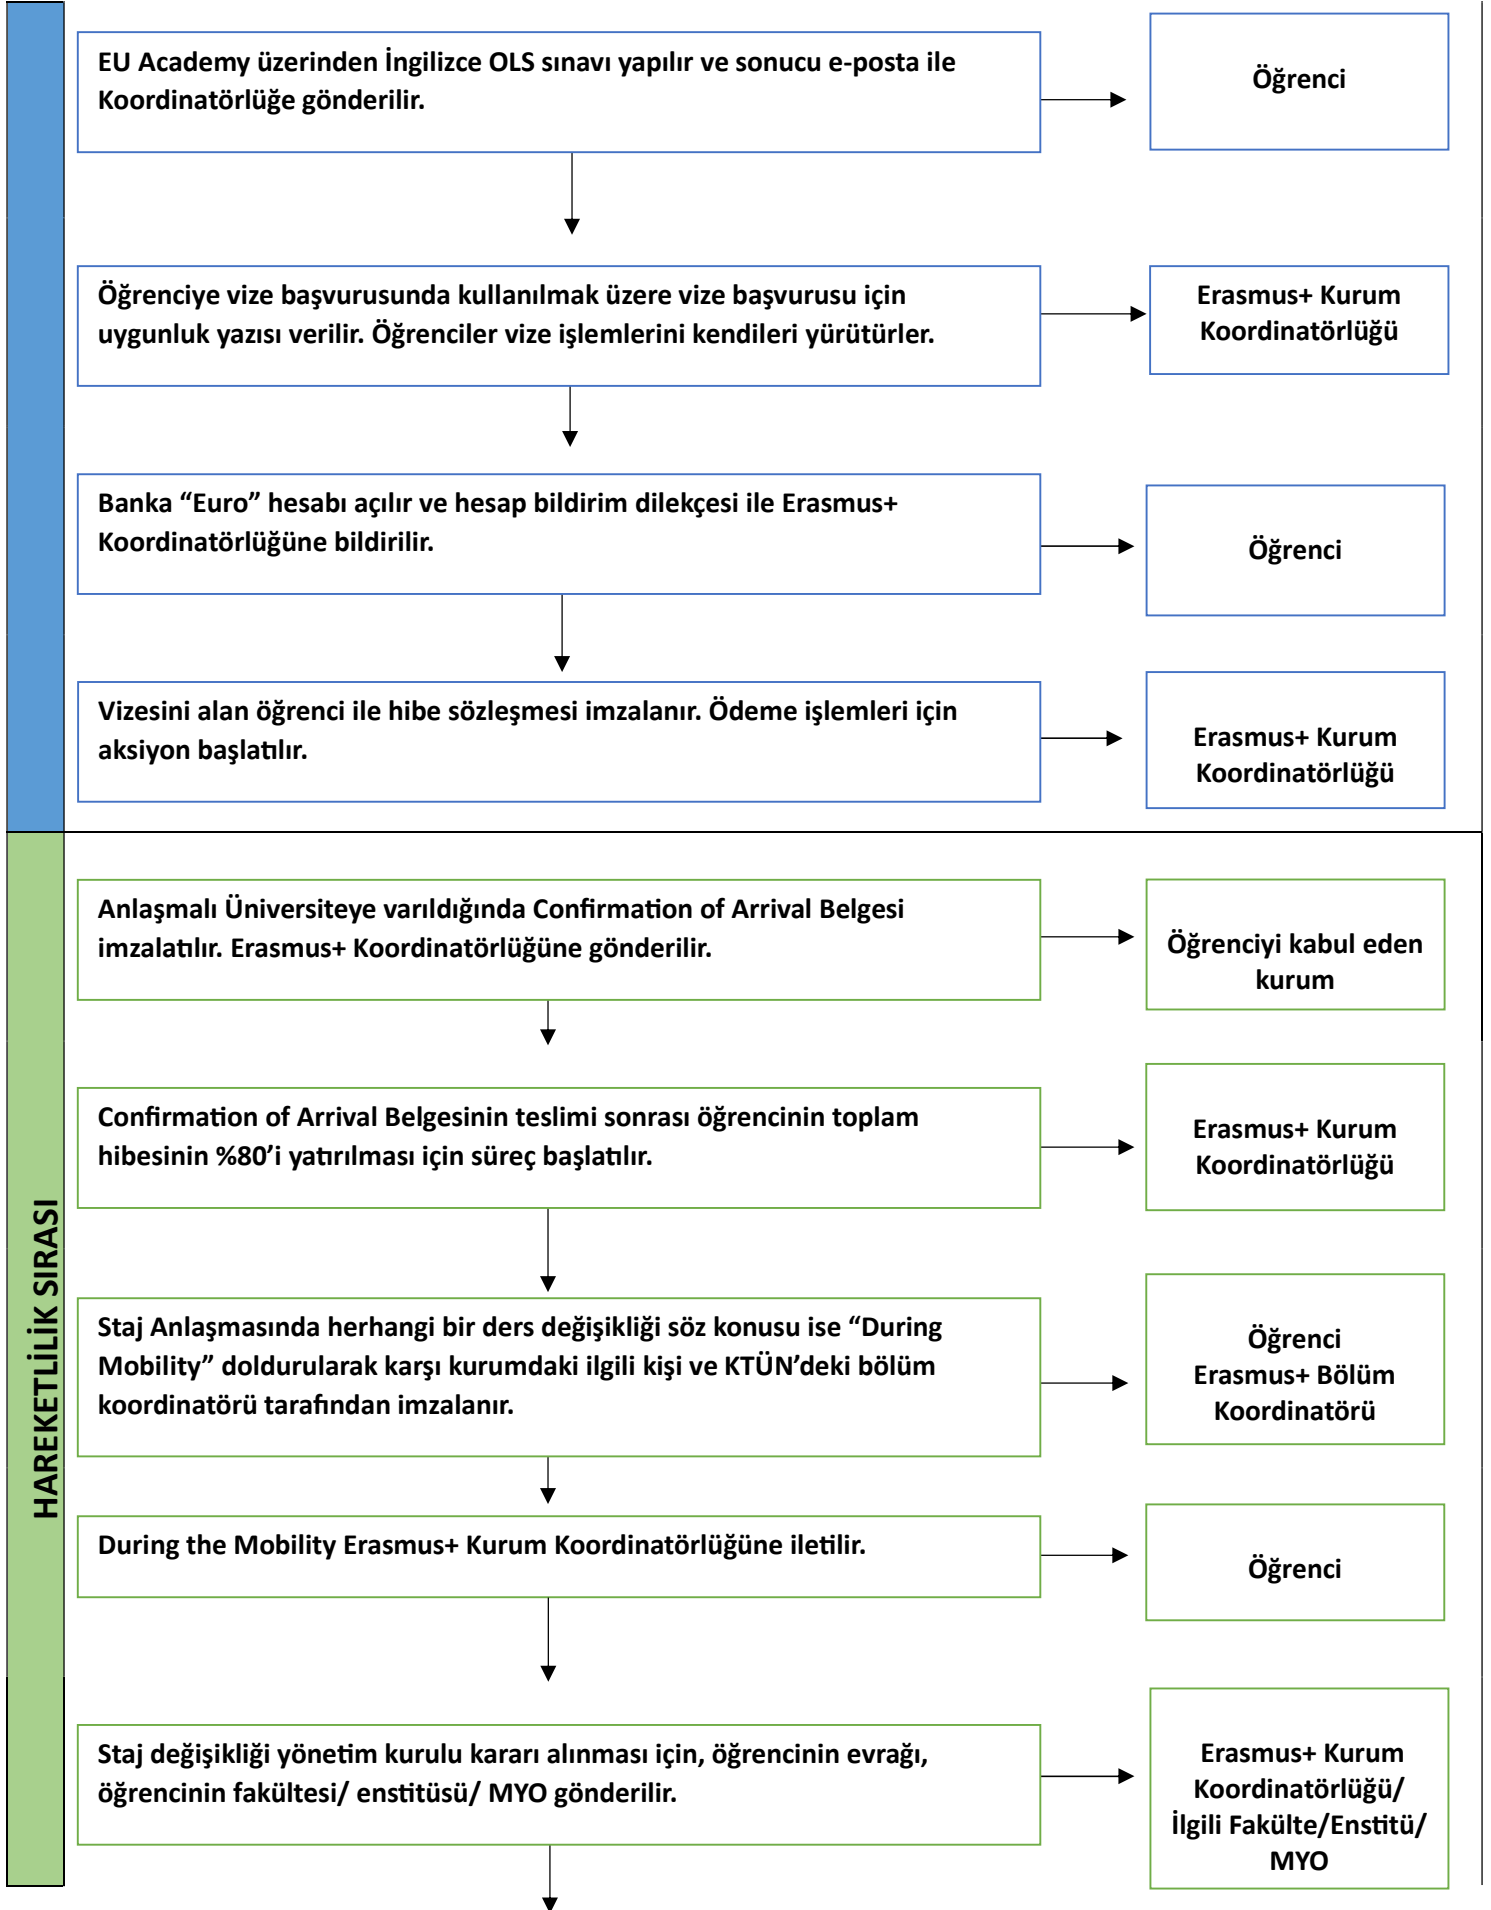 EU Academy üzerinden İngilizce OLS sınavı yapılır ve sonucu e-posta ile
Koordinatörlüğe gönderilir.
Öğrenci
Öğrenciye vize başvurusunda kullanılmak üzere vize başvurusu için
uygunluk yazısı verilir. Öğrenciler vize işlemlerini kendileri yürütürler.
Erasmus+ Kurum
Koordinatörlüğü
Banka “Euro” hesabı açılır ve hesap bildirim dilekçesi ile Erasmus+
Koordinatörlüğüne bildirilir.
Öğrenci
Vizesini alan öğrenci ile hibe sözleşmesi imzalanır. Ödeme işlemleri için
aksiyon başlatılır.
Erasmus+ Kurum
Koordinatörlüğü
HAREKETLİLİK SIRASI
Anlaşmalı Üniversiteye varıldığında Confirmation of Arrival Belgesi
imzalatılır. Erasmus+ Koordinatörlüğüne gönderilir.
Öğrenciyi kabul eden
kurum
Confirmation of Arrival Belgesinin teslimi sonrası öğrencinin toplam
hibesinin %80’i yatırılması için süreç başlatılır.
Erasmus+ Kurum
Koordinatörlüğü
Staj Anlaşmasında herhangi bir ders değişikliği söz konusu ise “During
Mobility” doldurularak karşı kurumdaki ilgili kişi ve KTÜN’deki bölüm
koordinatörü tarafından imzalanır.
Öğrenci
Erasmus+ Bölüm
Koordinatörü
During the Mobility Erasmus+ Kurum Koordinatörlüğüne iletilir.
Öğrenci
Staj değişikliği yönetim kurulu kararı alınması için, öğrencinin evrağı,
öğrencinin fakültesi/ enstitüsü/ MYO gönderilir.
Erasmus+ Kurum
Koordinatörlüğü/
İlgili Fakülte/Enstitü/
MYO